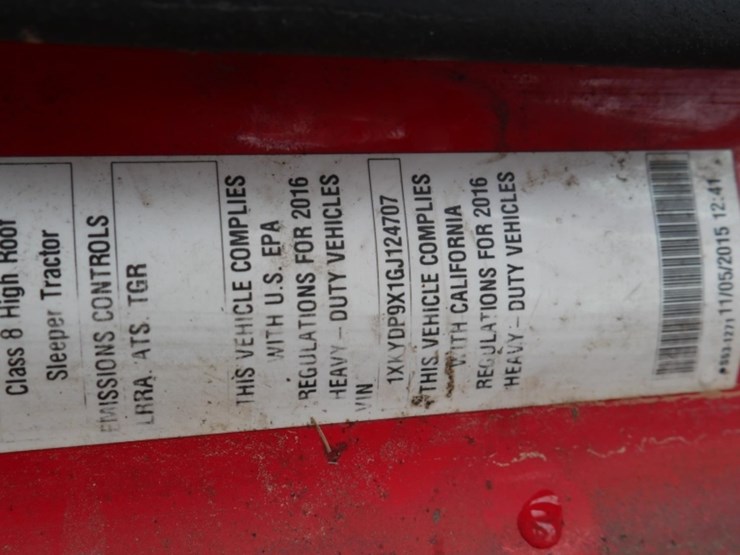 Class 8 High Roof
Sleeper Tractor
EMISSIONS CONTROLS
LRRA, ATS, TGR
THIS VEHICLE COMPLIES
WITH U.S. EPA
REGULATIONS FOR 2016
HEAVY - DUTY VEHICLES
VIN
1XKYDP9X1GJ124707
THIS VEHICLE COMPLIES
WITH CALIFORNIA
REGULATIONS FOR 2016
HEAVY - DUTY VEHICLES
11/05/2015 12:41